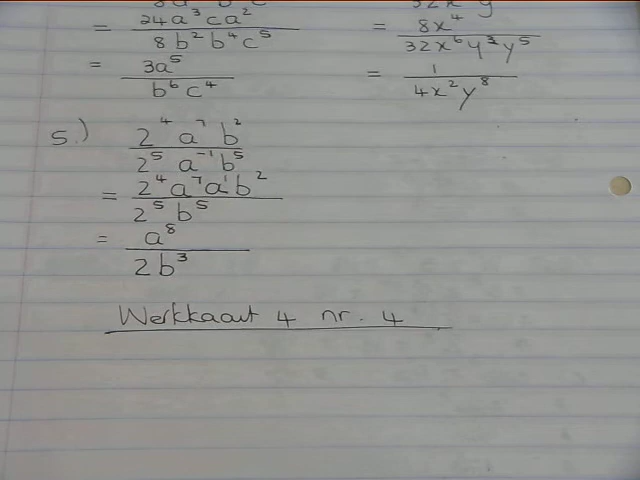 = 24a³ca² / 8b²b⁴c⁵
= 3a⁵ / b⁶c⁴
= 8x⁴ / 32x⁶y³y⁵
= 1 / 4x²y⁸
5.) 2⁴a⁷b² / 2⁵a⁻¹b⁵
= 2⁴a⁷a¹b² / 2⁵b⁵
= a⁸ / 2b³
Werkkaart 4 nr. 4